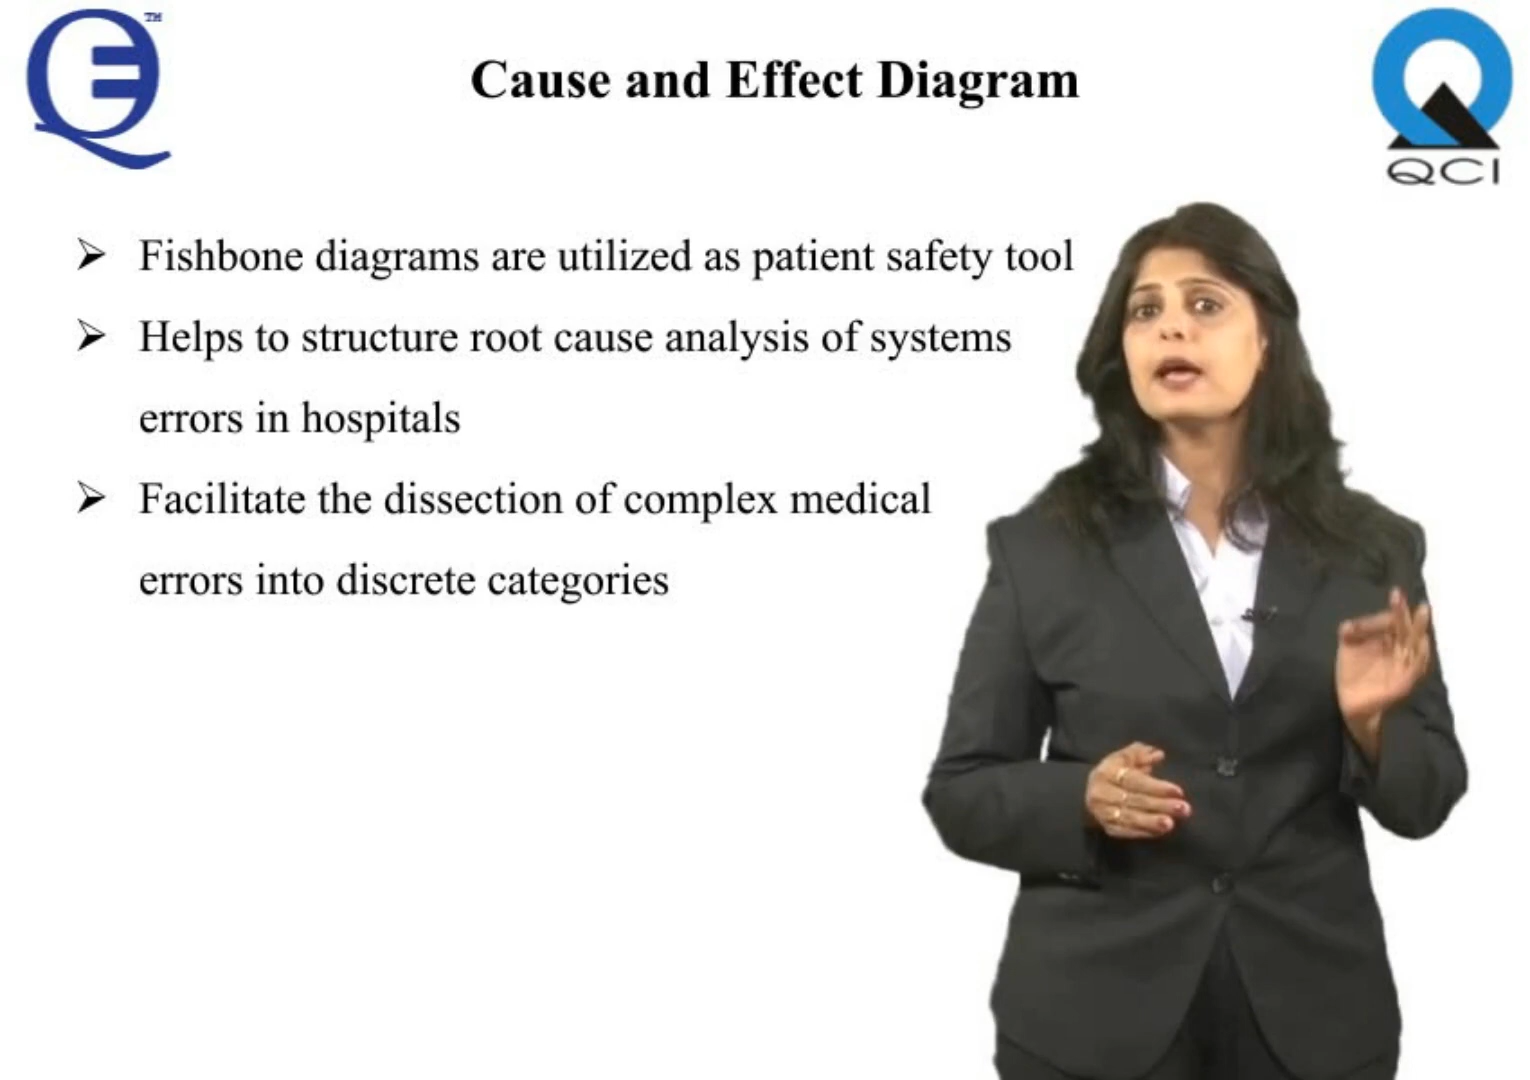 TM
Cause and Effect Diagram
QCI
Fishbone diagrams are utilized as patient safety tool
Helps to structure root cause analysis of systems
errors in hospitals
Facilitate the dissection of complex medical
errors into discrete categories